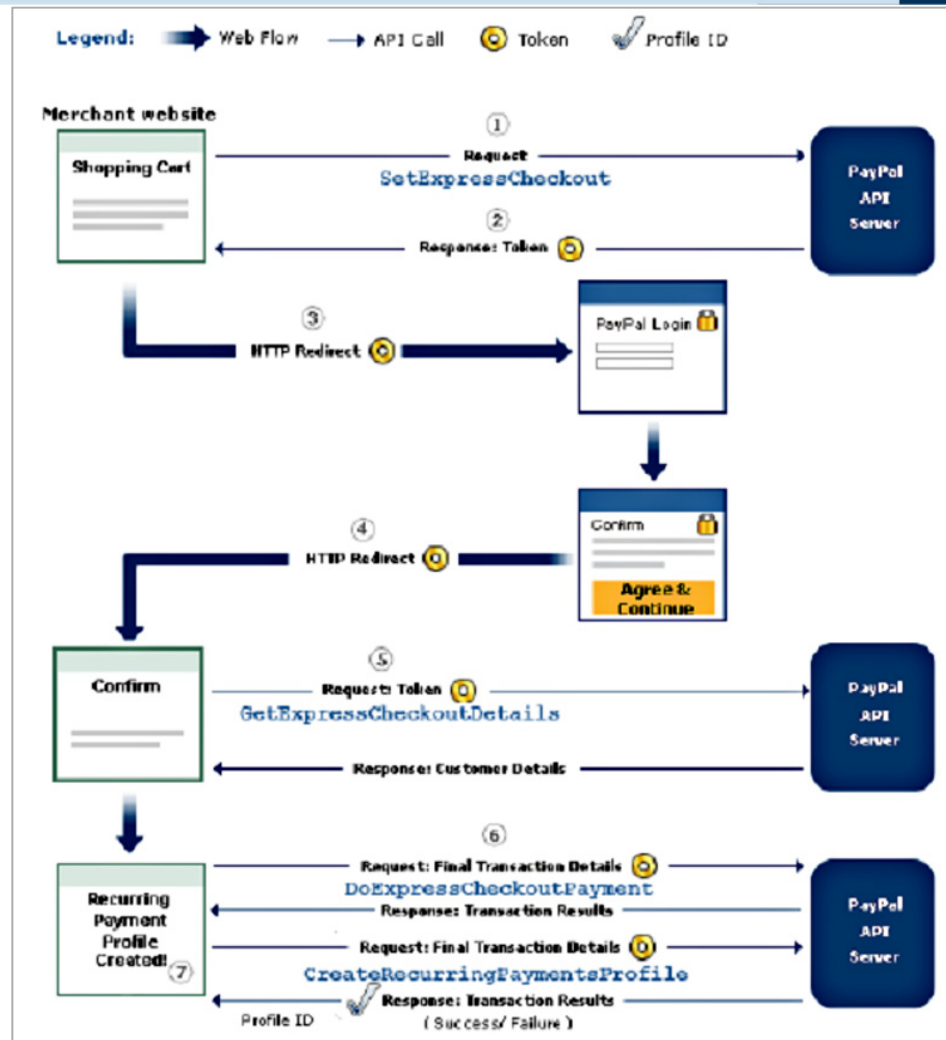 Legend: Web Flow API Call Token Profile ID
Merchant website
Shopping Cart
1
Request
SetExpressCheckout
PayPal
API
Server
2
Response: Token
3
HTTP Redirect
PayPal Login
4
HTTP Redirect
Confirm
Agree &
Continue
Confirm
5
Request: Token
GetExpressCheckoutDetails
PayPal
API
Server
Response: Customer Details
6
Request: Final Transaction Details
DoExpressCheckoutPayment
Response: Transaction Results
Recurring
Payment
Profile
Created!
7
PayPal
API
Server
Request: Final Transaction Details
CreateRecurringPaymentsProfile
Response: Transaction Results
Profile ID
( Success/ Failure )